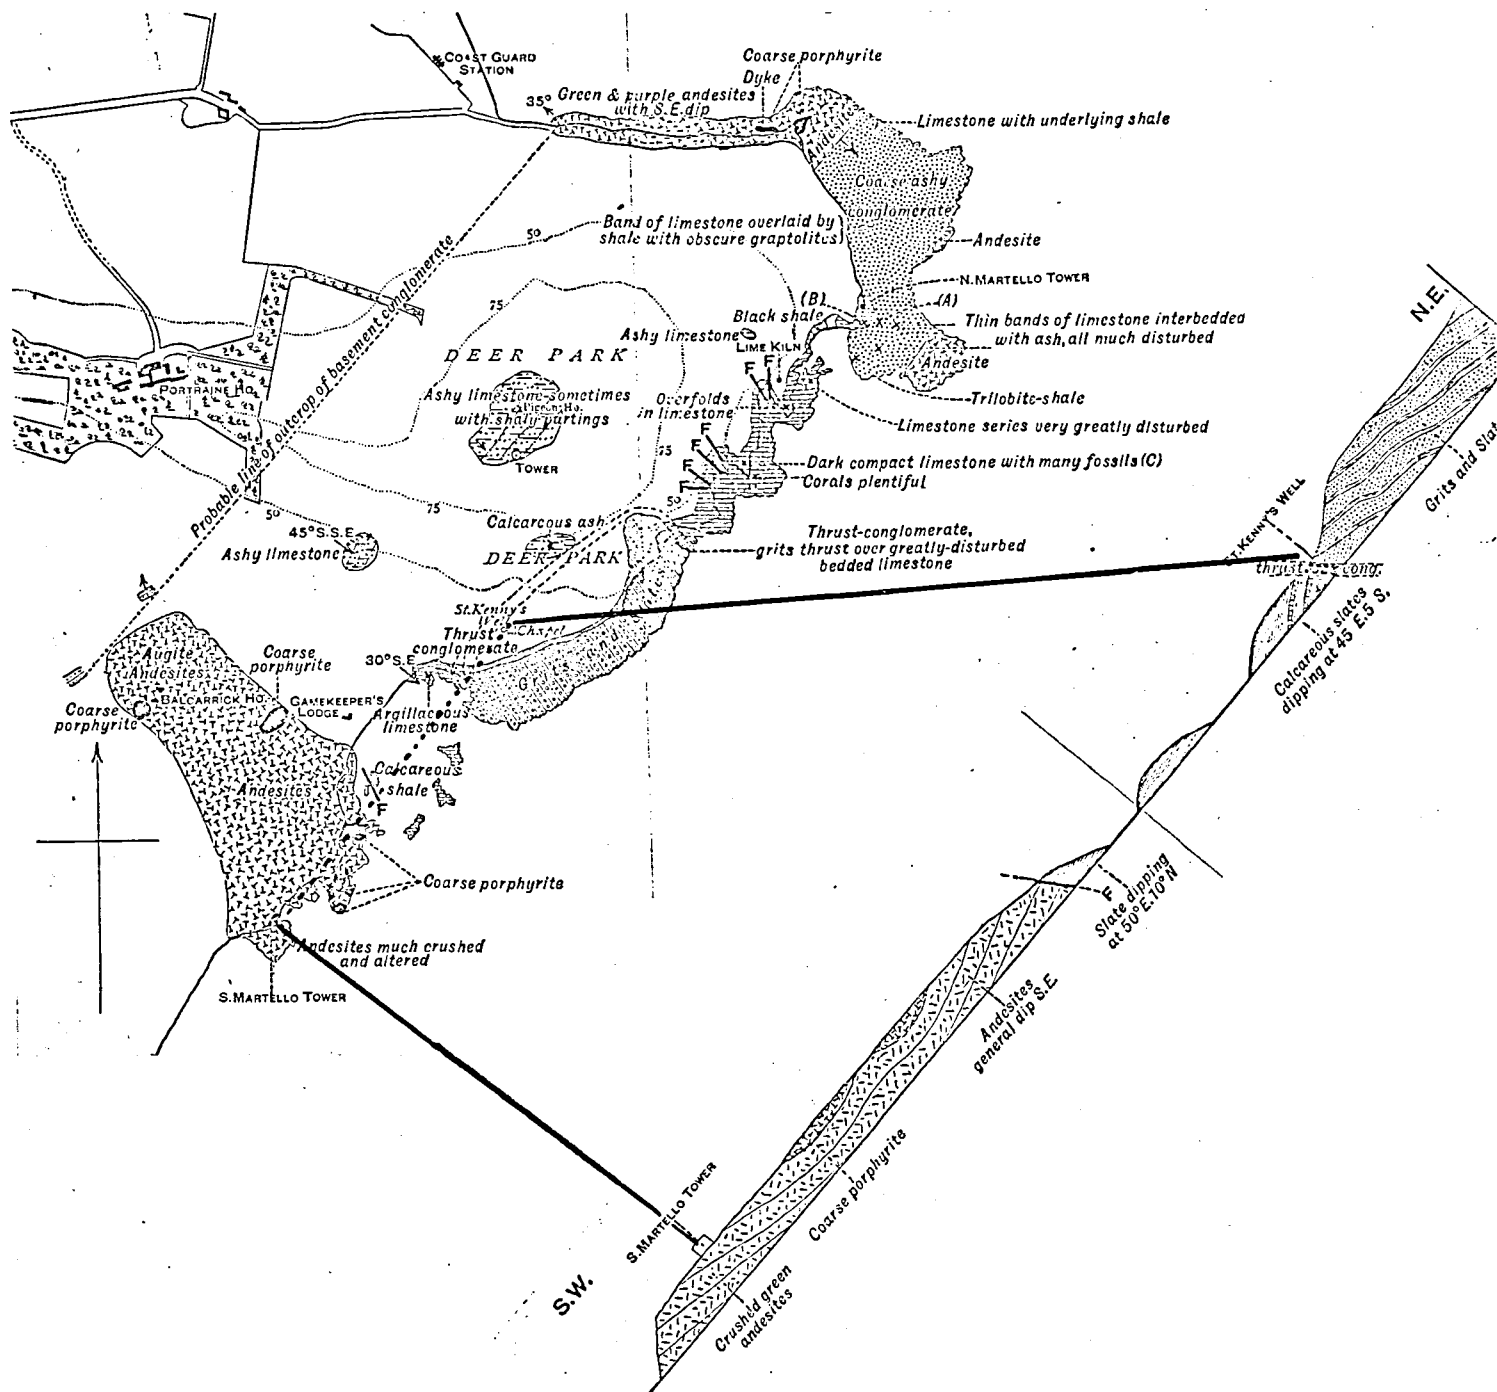 COAST GUARD
STATION
Coarse porphyrite
Dyke
35°
Green & purple andesites
with S.E. dip
Limestone with underlying shale
Andesite
Coarse ashy
conglomerate
Band of limestone overlaid by
shale with obscure graptolites
50
Andesite
N. MARTELLO TOWER
(B)
(A)
Black shale
Thin bands of limestone interbedded
with ash, all much disturbed
75
Ashy limestone
LIME KILN
DEER PARK
F
F
F
Andesite
PORTRAINE HO.
Ashy limestone sometimes
with shaly partings
TOWER
Overfolds
in limestone
Trilobite-shale
Limestone series very greatly disturbed
F
F
F
75
Dark compact limestone with many fossils (C)
Corals plentiful
Probable line of outcrop of basement conglomerate
50
75
50
45° S.S.E.
Ashy limestone
Calcareous ash
DEER PARK
Thrust-conglomerate,
grits thrust over greatly-disturbed
bedded limestone
St. Kenny's
Well
Chapel
Thrust
conglomerate
Grits and
30° S.E.
Augite
Andesites
Coarse
porphyrite
BALCARRICK HO.
GAMEKEEPER'S
LODGE
Coarse
porphyrite
Argillaceous
limestone
Calcareous
shale
F
Andesites
Coarse porphyrite
Andesites much crushed
and altered
S. MARTELLO TOWER
N.E.
Grits and Slat
ST. KENNY'S WELL
thrust cong.
Calcareous slates
dipping at 45 E.5 S.
F
Slate dipping
at 50° E.10° N
Andesites
general dip S.E.
Coarse porphyrite
S. MARTELLO TOWER
S.W.
Crushed green
andesites